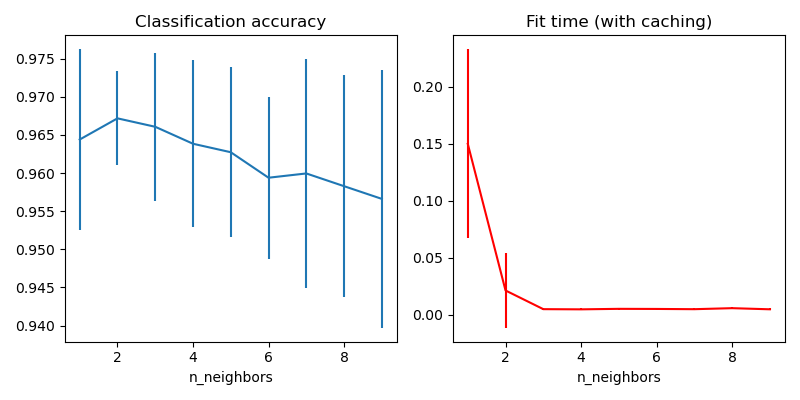 Classification accuracy
0.975
0.970
0.965
0.960
0.955
0.950
0.945
0.940
2 4 6 8
n_neighbors
Fit time (with caching)
0.20
0.15
0.10
0.05
0.00
2 4 6 8
n_neighbors